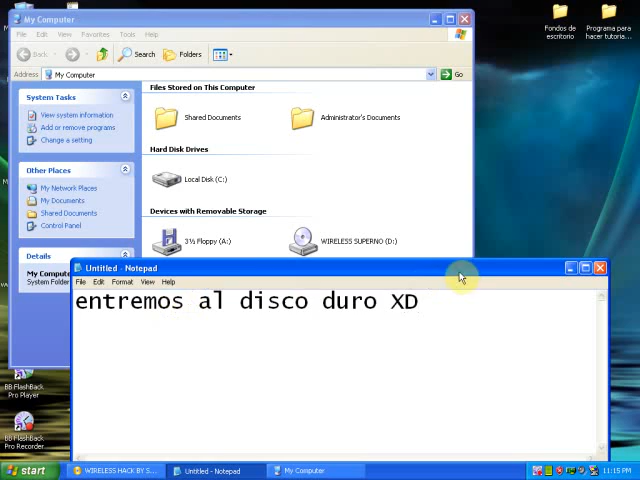 My Computer
File Edit View Favorites Tools Help
Back Search Folders
Address My Computer Go
System Tasks
View system information
Add or remove programs
Change a setting
Other Places
My Network Places
My Documents
Shared Documents
Control Panel
Details
My Com
System Folder
Files Stored on This Computer
Shared Documents Administrator's Documents
Hard Disk Drives
Local Disk (C:)
Devices with Removable Storage
3½ Floppy (A:) WIRELESS SUPERNO (D:)
Fondos de escritorio
Programa para hacer tutoria...
Untitled - Notepad
File Edit Format View Help
entremos al disco duro XD
BB FlashBack
Pro Player
BB FlashBack
Pro Recorder
start WIRELESS HACK BY S... Untitled - Notepad My Computer 11:15 PM